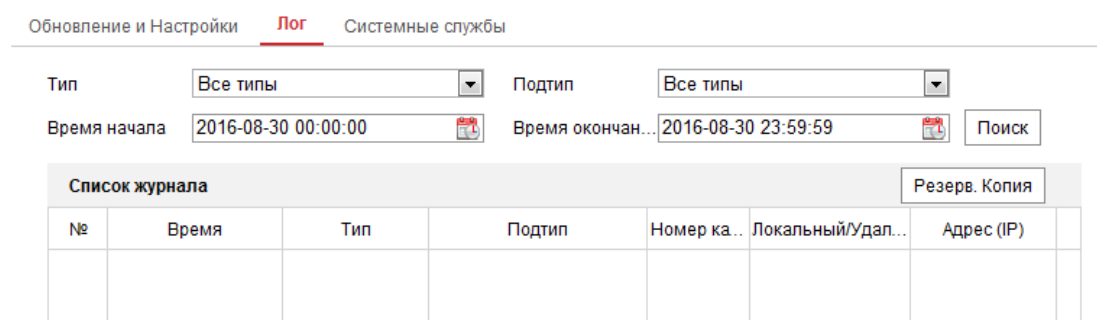 Обновление и Настройки Лог Системные службы
Тип Все типы Подтип Все типы
Время начала 2016-08-30 00:00:00 Время окончан... 2016-08-30 23:59:59 Поиск
Список журнала Резерв. Копия
№ Время Тип Подтип Номер ка... Локальный/Удал... Адрес (IP)